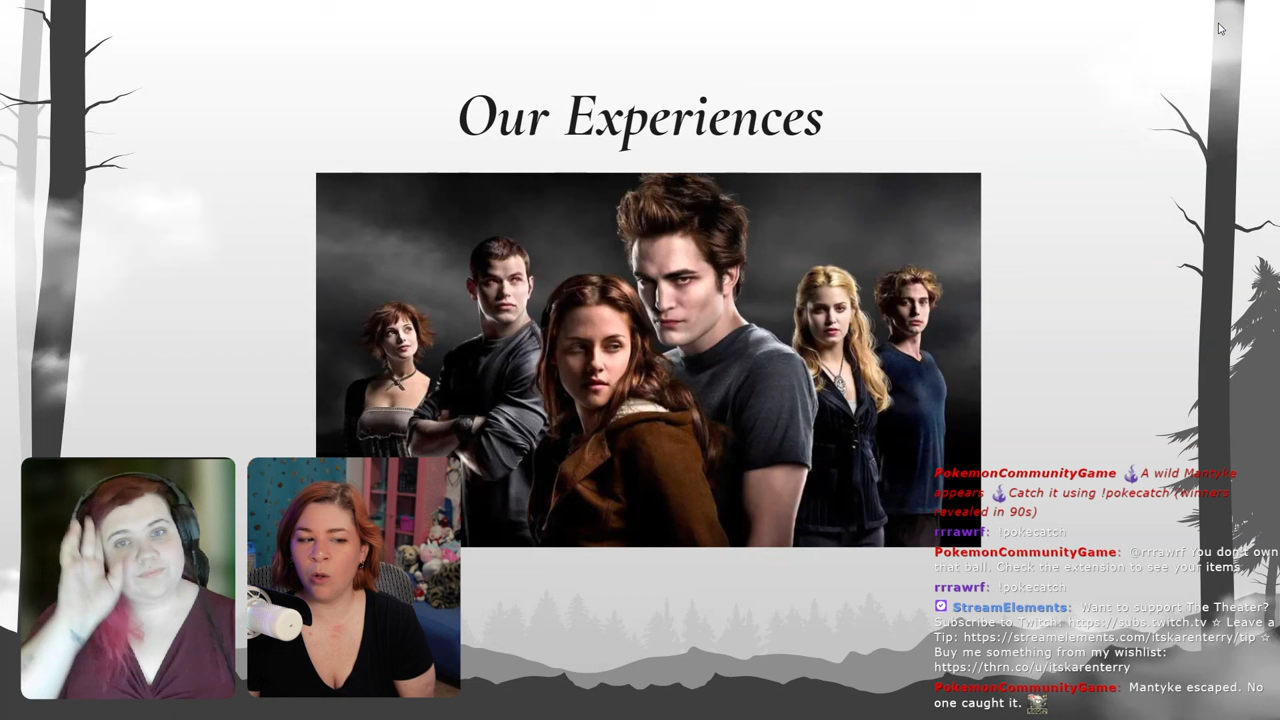 Our Experiences
PokemonCommunityGame A wild Mantyke
appears Catch it using !pokecatch (winners
revealed in 90s)
rrrawrf: !pokecatch
PokemonCommunityGame: @rrrawrf You don't own
that ball. Check the extension to see your items
rrrawrf: !pokecatch
StreamElements: Want to support The Theater?
Subscribe to Twitch: https://subs.twitch.tv ☆ Leave a
Tip: https://streamelements.com/itskarenterry/tip ☆
Buy me something from my wishlist:
https://thrn.co/u/itskarenterry
PokemonCommunityGame: Mantyke escaped. No
one caught it.